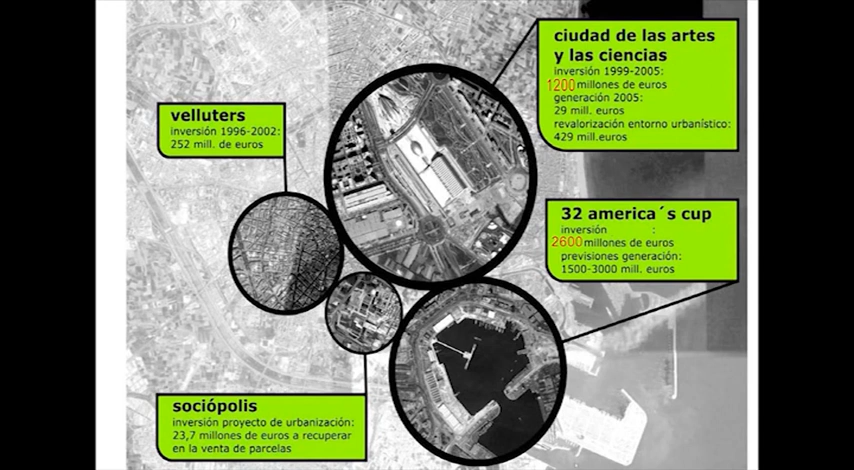 ciudad de las artes
y las ciencias
inversión 1999-2005:
1200 millones de euros
generación 2005:
29 mill. euros
revalorización entorno urbanístico:
429 mill.euros
velluters
inversión 1996-2002:
252 mill. de euros
32 america´s cup
inversión :
2600 millones de euros
previsiones generación:
1500-3000 mill. euros
sociópolis
inversión proyecto de urbanización:
23,7 millones de euros a recuperar
en la venta de parcelas